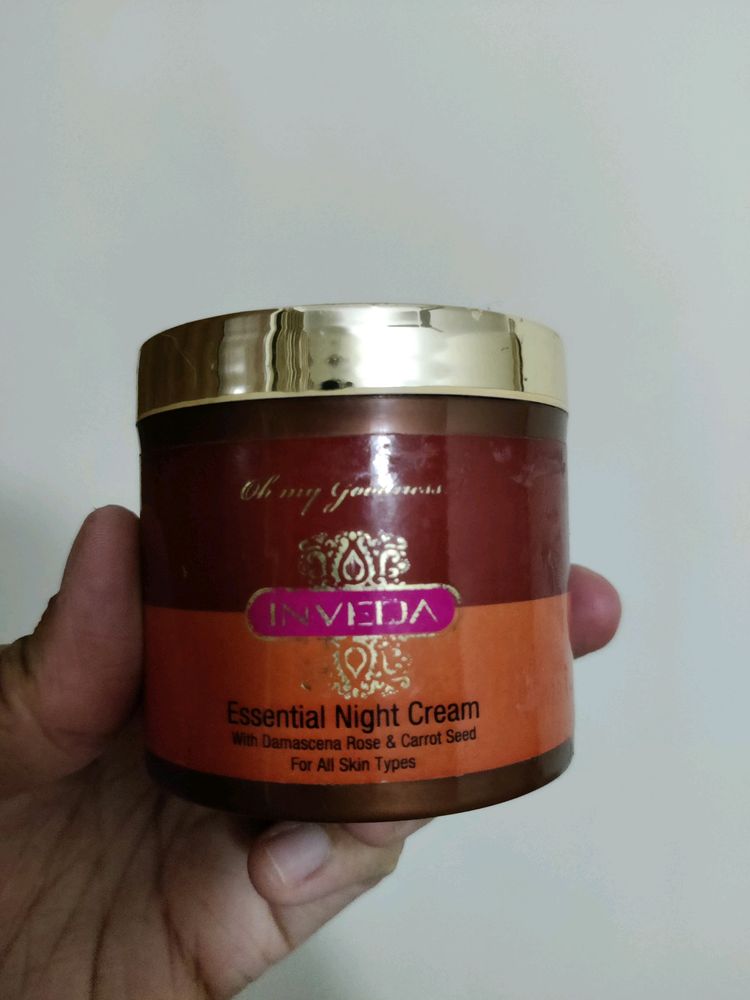 Oh my Goodness
INVEDA
Essential Night Cream
With Damascena Rose & Carrot Seed
For All Skin Types